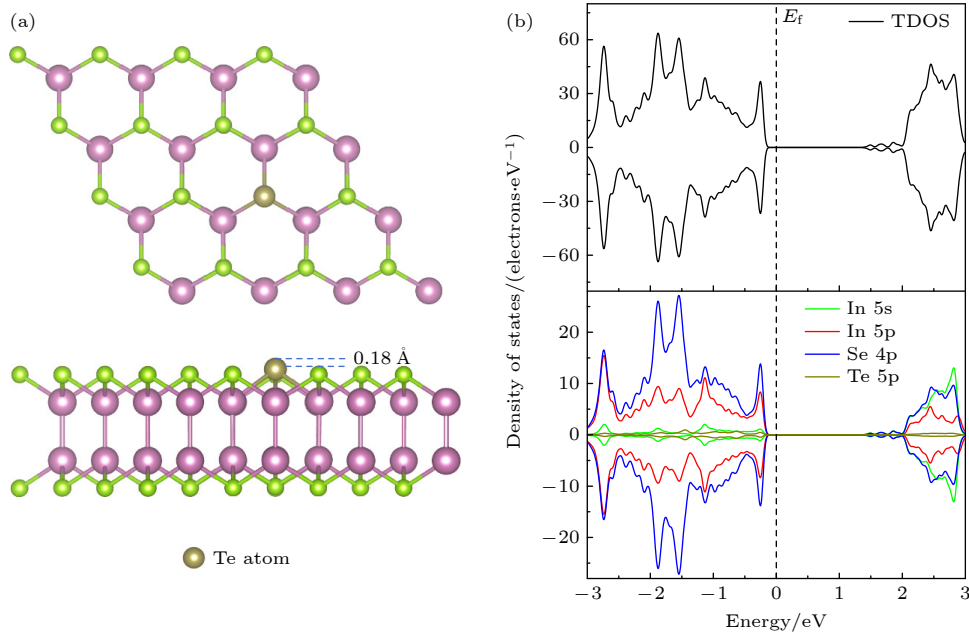 (a)
0.18 Å
Te atom
(b)
E_f
TDOS
60
30
0
−30
−60
Density of states/(electrons·eV⁻¹)
In 5s
In 5p
Se 4p
Te 5p
20
10
0
−10
−20
−3 −2 −1 0 1 2 3
Energy/eV